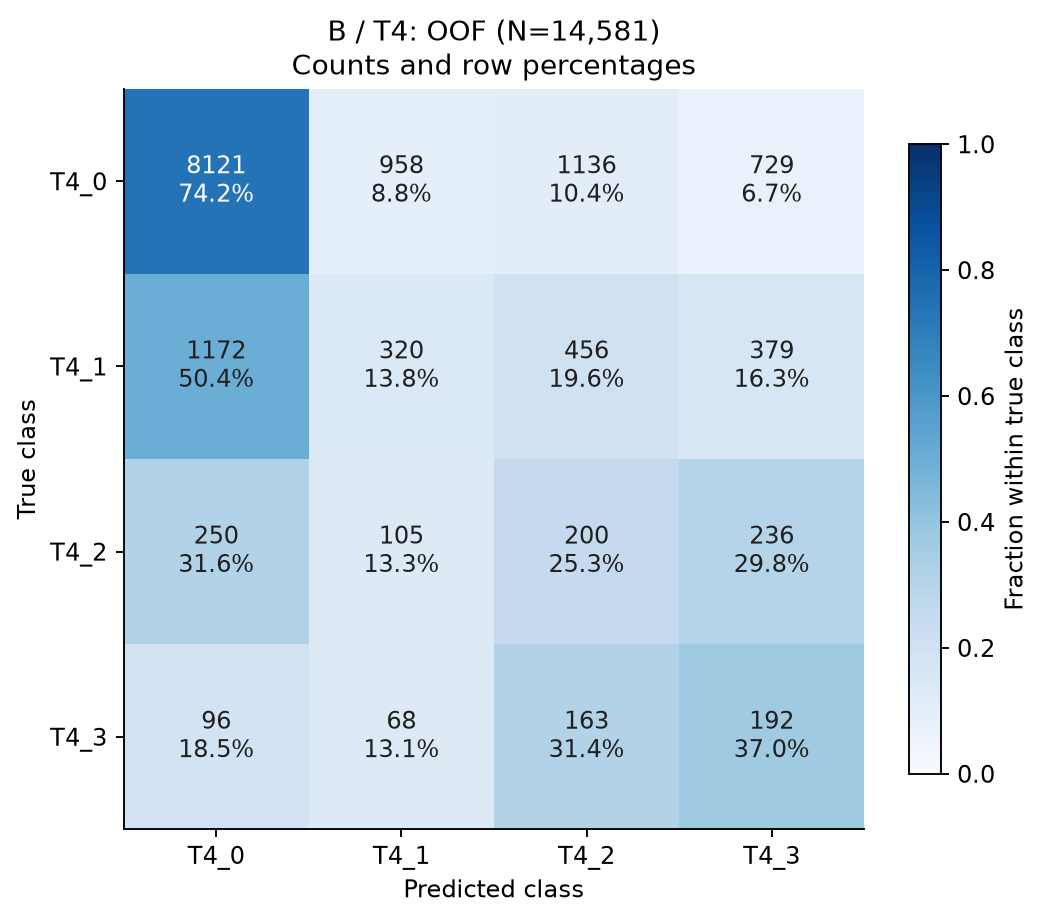 B / T4: OOF (N=14,581)
Counts and row percentages
T4_0
8121
74.2%
958
8.8%
1136
10.4%
729
6.7%
T4_1
1172
50.4%
320
13.8%
456
19.6%
379
16.3%
T4_2
250
31.6%
105
13.3%
200
25.3%
236
29.8%
T4_3
96
18.5%
68
13.1%
163
31.4%
192
37.0%
True class
T4_0
T4_1
T4_2
T4_3
Predicted class
1.0
0.8
0.6
0.4
0.2
0.0
Fraction within true class